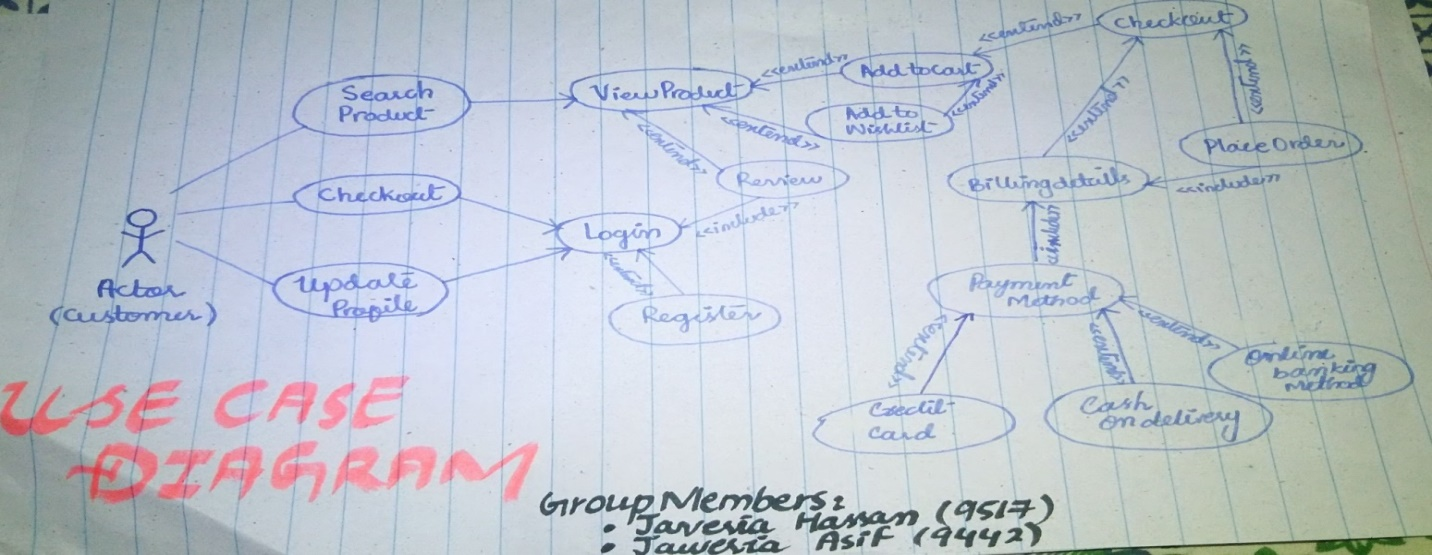 Checkout
<<extend>>
Search
Product
View Product
<<extend>>
Add to cart
<<extend>>
<<extend>>
<<extend>>
Add to
Wishlist
<<extend>>
<<extend>>
Place Order
Checkout
Review
Billing details
<<include>>
Login
<<include>>
<<extend>>
Register
Update
Profile
Actor
(customer)
Payment
Method
<<extend>>
<<extend>>
<<extend>>
Online
banking
Method
Credit
Card
Cash
on delivery
USE CASE
DIAGRAM
Group Members:
• Javeria Hassan (9517)
• Jaweria Asif (9442)